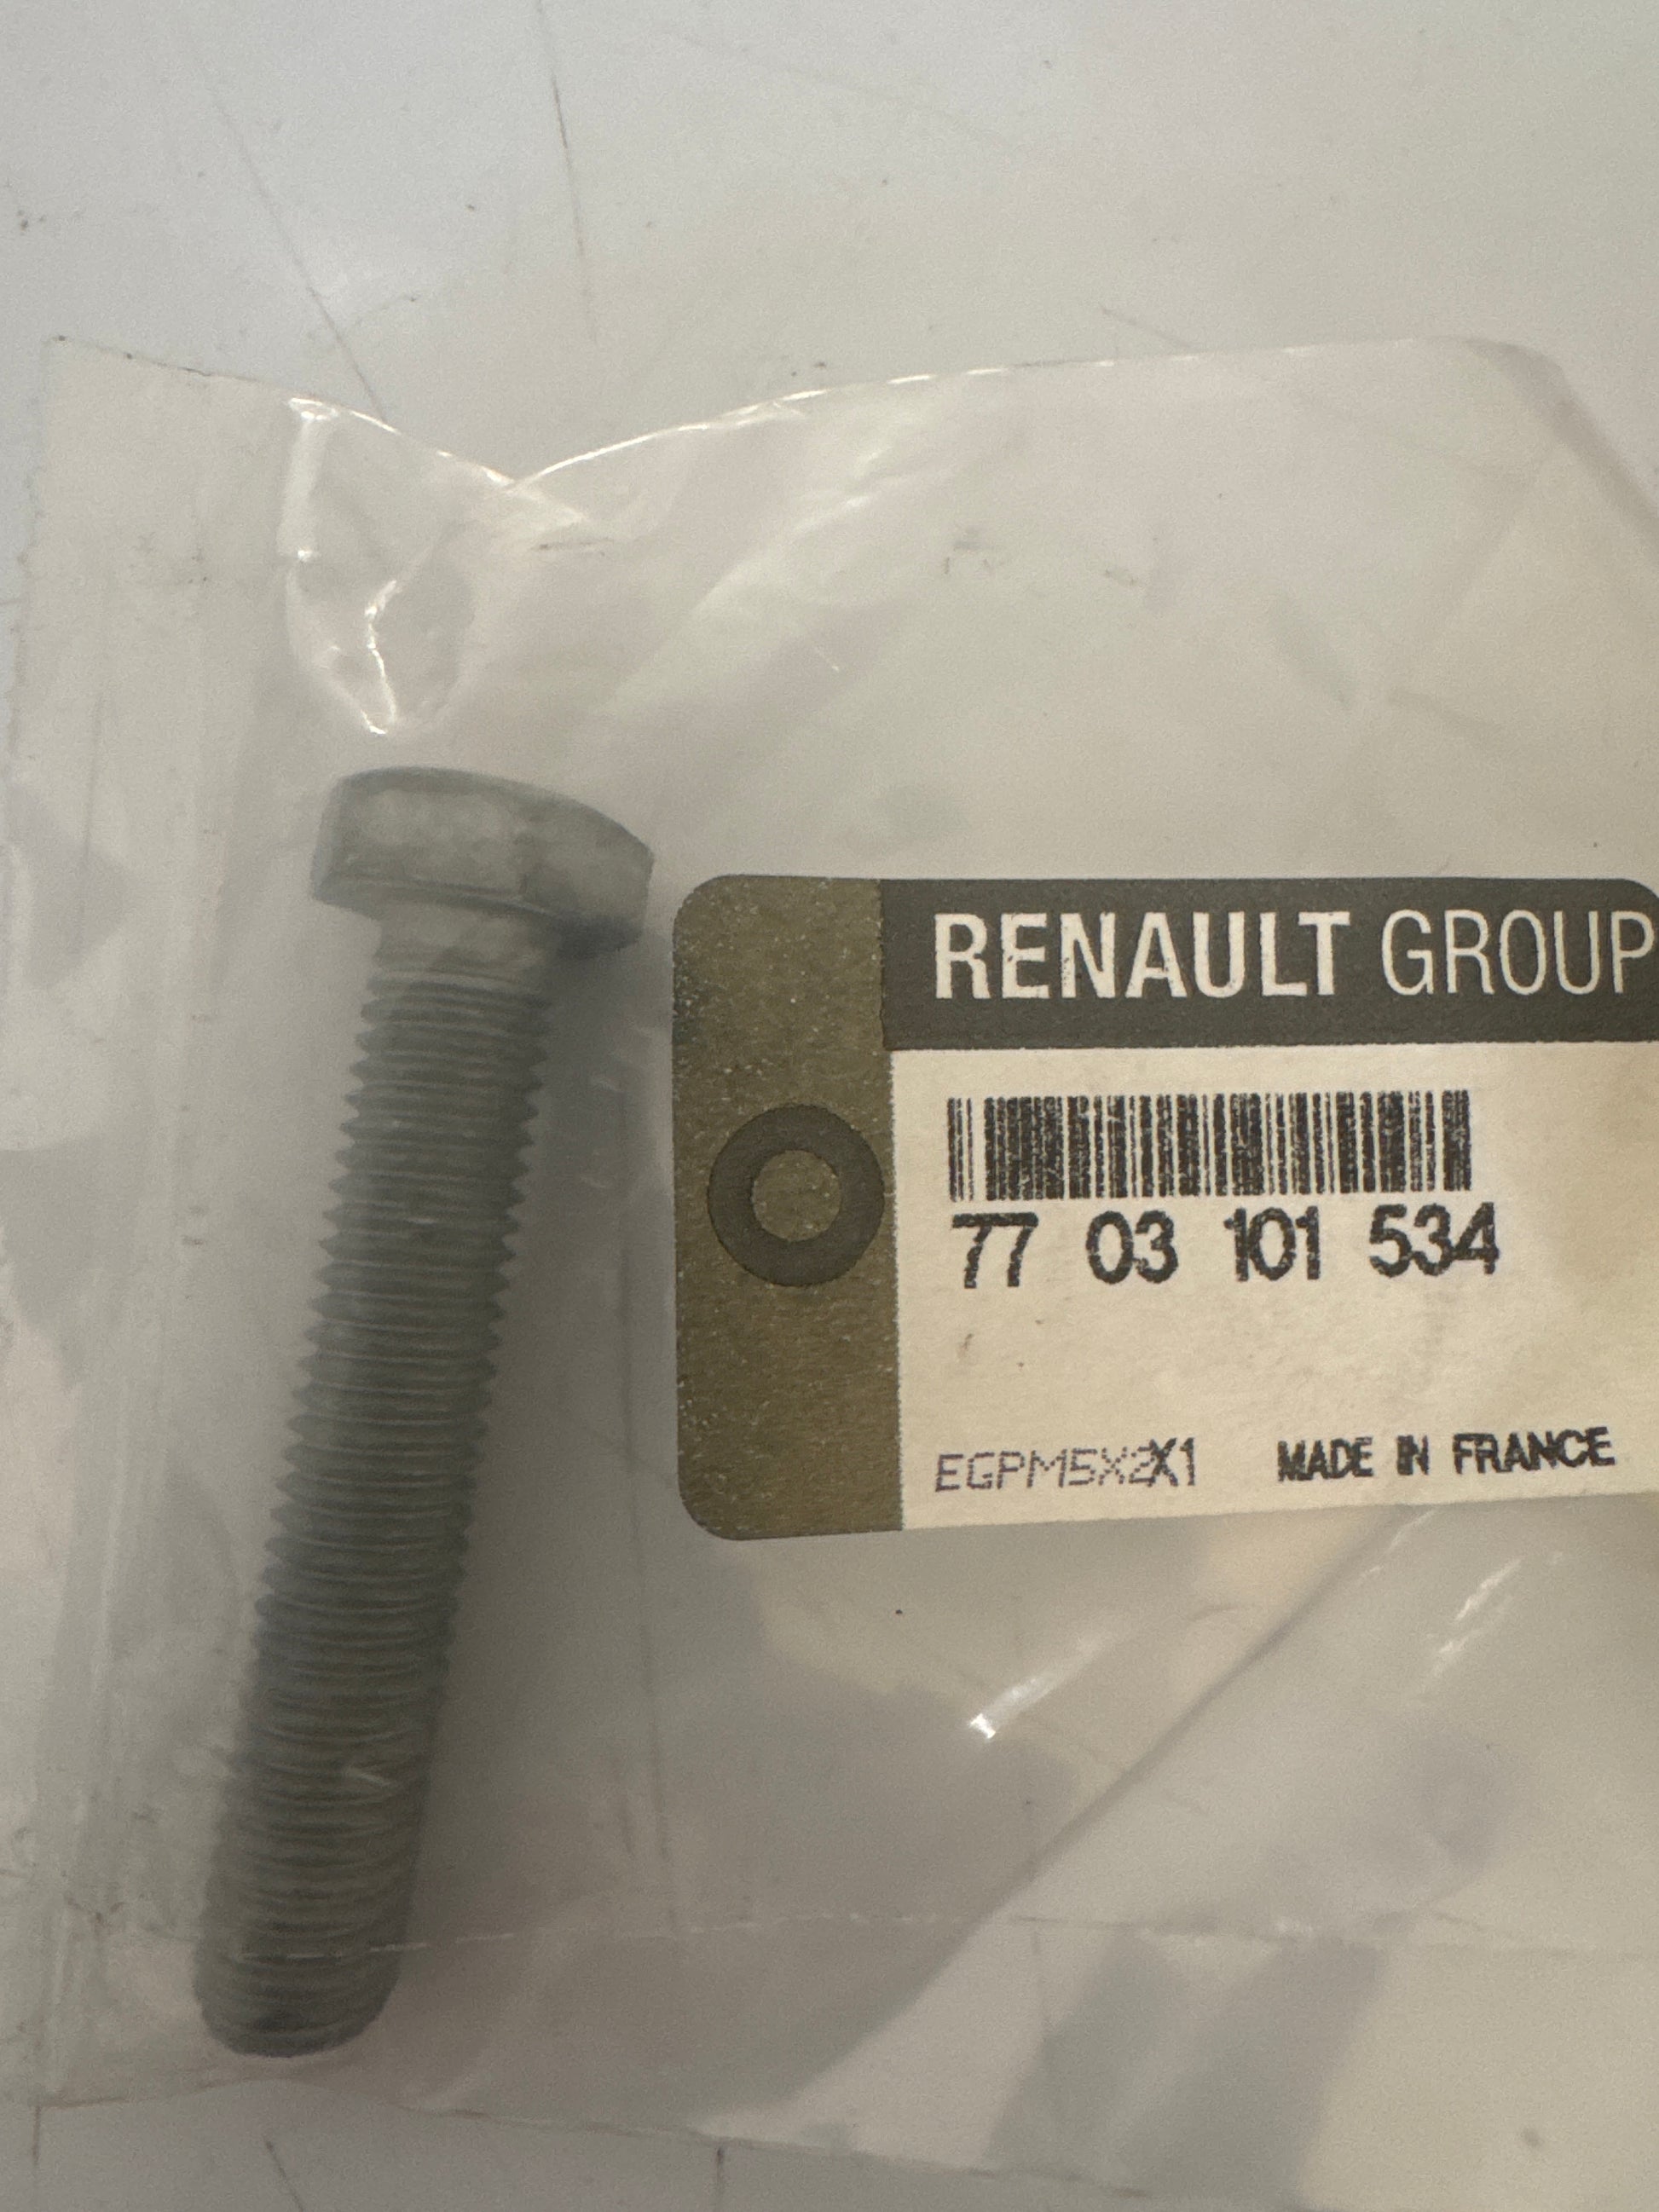 RENAULT GROUP
77 03 101 534
EGPM5X2X1 MADE IN FRANCE